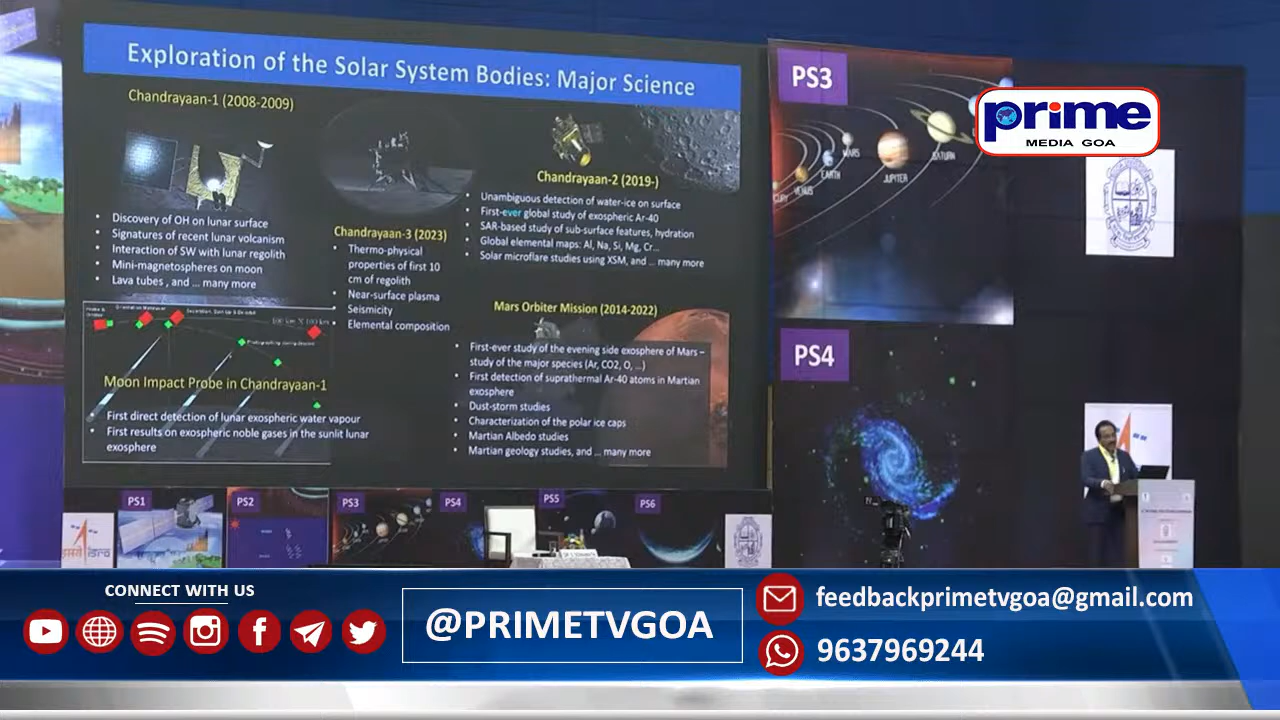 Exploration of the Solar System Bodies: Major Science
Chandrayaan-1 (2008-2009)
• Discovery of OH on lunar surface
• Signatures of recent lunar volcanism
• Interaction of SW with lunar regolith
• Mini-magnetospheres on moon
• Lava tubes , and ... many more
Chandrayaan-3 (2023)
• Thermo-physical
properties of first 10
cm of regolith
• Near-surface plasma
• Seismicity
• Elemental composition
Chandrayaan-2 (2019-)
• Unambiguous detection of water-ice on surface
• First-ever global study of exospheric Ar-40
• SAR-based study of sub-surface features, hydration
• Global elemental maps: Al, Na, Si, Mg, Cr...
• Solar microflare studies using XSM, and ... many more
Moon Impact Probe in Chandrayaan-1
• First direct detection of lunar exospheric water vapour
• First results on exospheric noble gases in the sunlit lunar
exosphere
Mars Orbiter Mission (2014-2022)
• First-ever study of the evening side exosphere of Mars –
study of the major species (Ar, CO2, O, ...)
• First detection of suprathermal Ar-40 atoms in Martian
exosphere
• Dust-storm studies
• Characterization of the polar ice caps
• Martian Albedo studies
• Martian geology studies, and ... many more
PS3
VENUS
EARTH
MARS
JUPITER
SATURN
prime
MEDIA GOA
PS4
PS1
PS2
PS3
PS4
PS5
PS6
इसरो isro
CONNECT WITH US
@PRIMETVGOA
feedbackprimetvgoa@gmail.com
9637969244